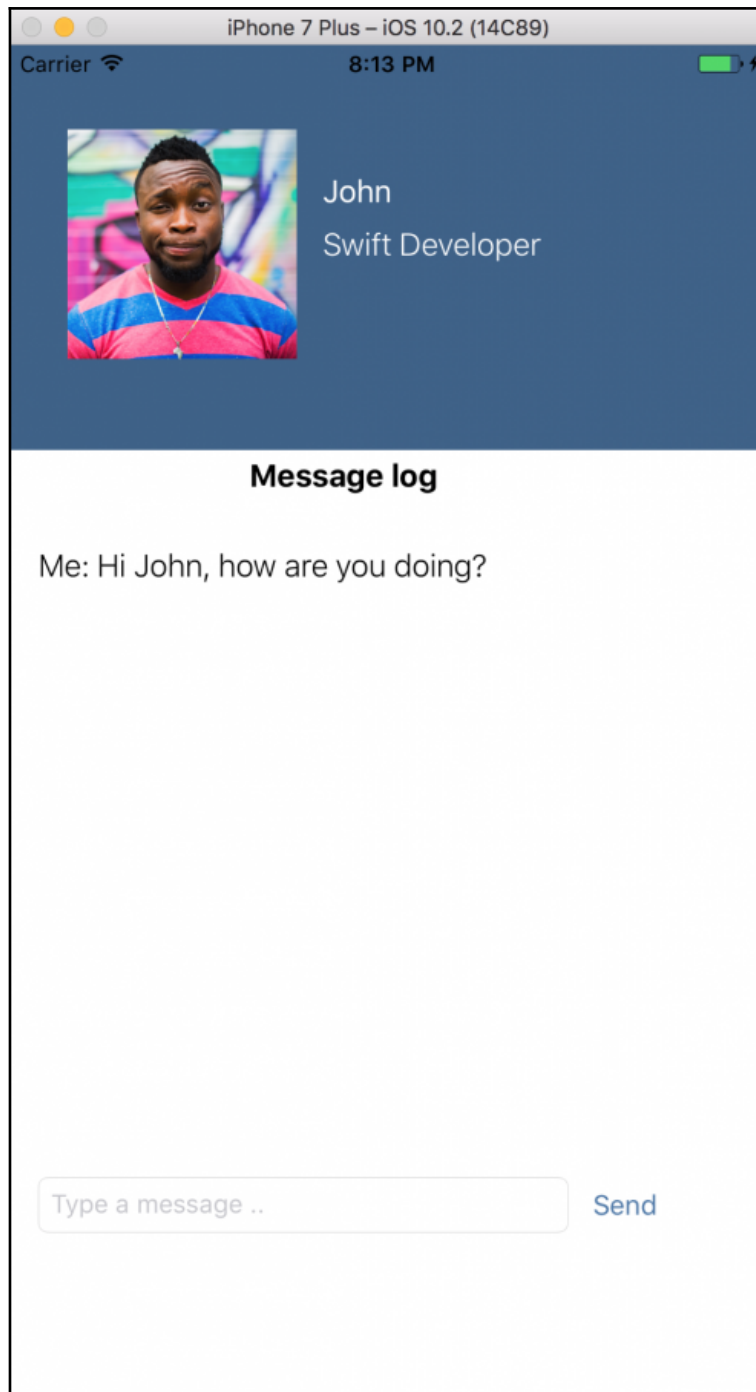 iPhone 7 Plus – iOS 10.2 (14C89)
Carrier 8:13 PM
John
Swift Developer
Message log
Me: Hi John, how are you doing?
Type a message ..
Send